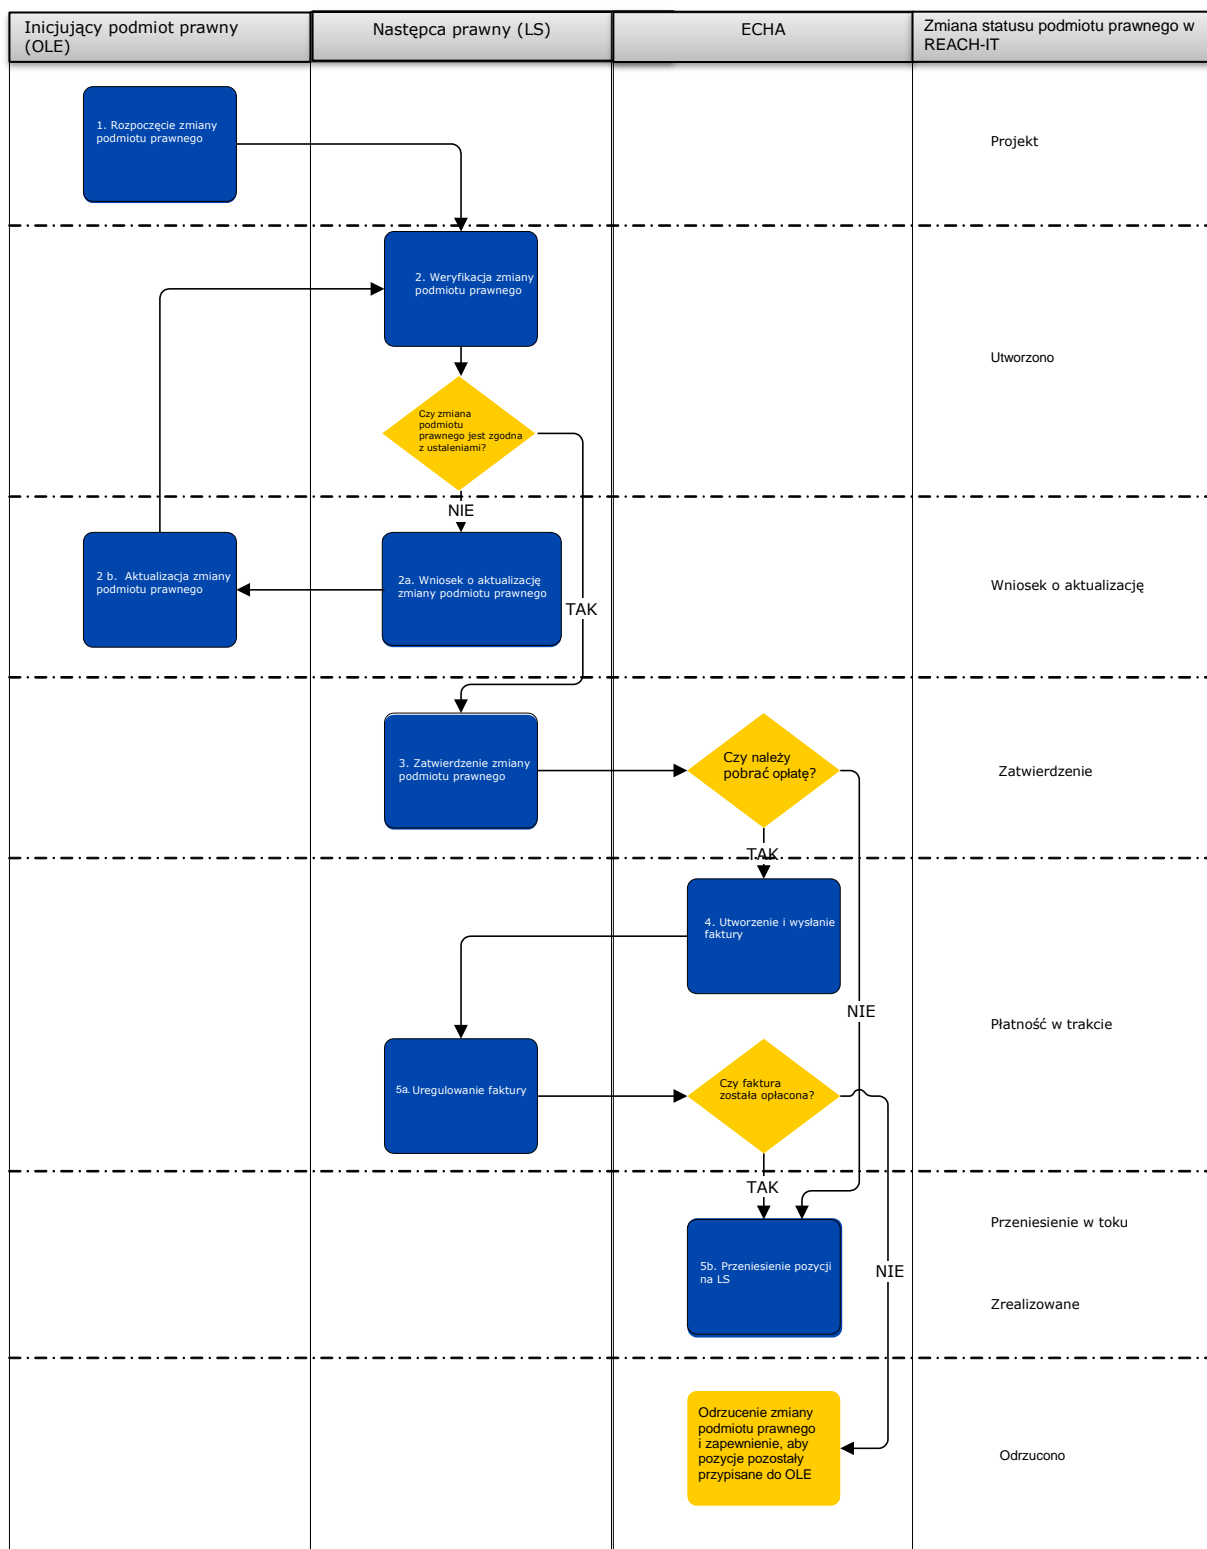 Inicjujący podmiot prawny
(OLE)
Następca prawny (LS)
ECHA
Zmiana statusu podmiotu prawnego w
REACH-IT
1. Rozpoczęcie zmiany
podmiotu prawnego
Projekt
2. Weryfikacja zmiany
podmiotu prawnego
Utworzono
Czy zmiana
podmiotu
prawnego jest zgodna
z ustaleniami?
NIE
2 b. Aktualizacja zmiany
podmiotu prawnego
2a. Wniosek o aktualizację
zmiany podmiotu prawnego
TAK
Wniosek o aktualizację
3. Zatwierdzenie zmiany
podmiotu prawnego
Czy należy
pobrać opłatę?
Zatwierdzenie
TAK
4. Utworzenie i wysłanie
faktury
NIE
Płatność w trakcie
5a. Uregulowanie faktury
Czy faktura
została opłacona?
TAK
Przeniesienie w toku
5b. Przeniesienie pozycji
na LS
NIE
Zrealizowane
Odrzucenie zmiany
podmiotu prawnego
i zapewnienie, aby
pozycje pozostały
przypisane do OLE
Odrzucono